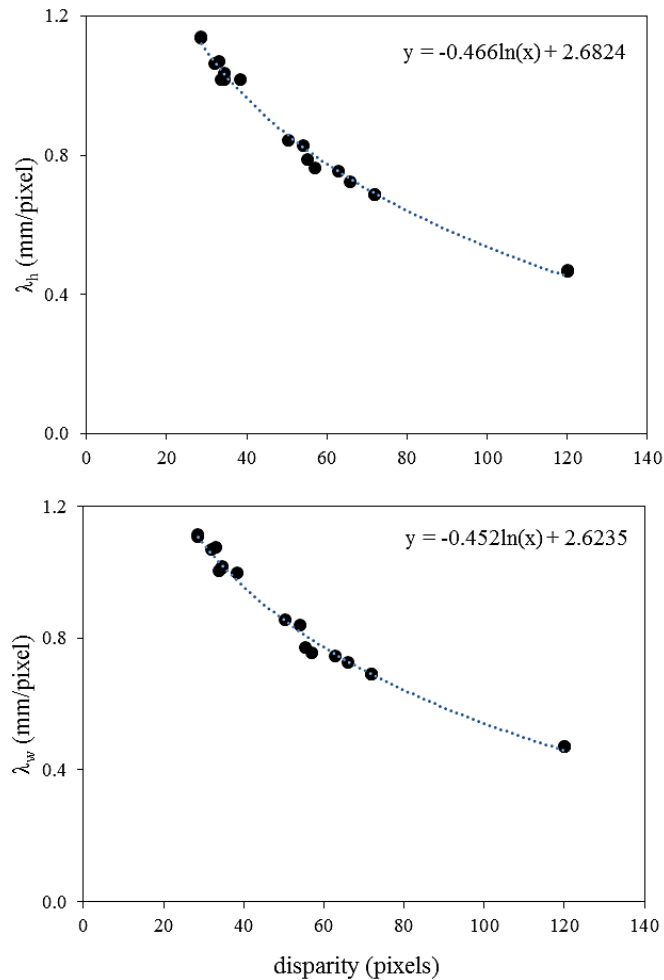 1.2
y = -0.466ln(x) + 2.6824
0.8
λh (mm/pixel)
0.4
0.0
0 20 40 60 80 100 120 140
1.2
y = -0.452ln(x) + 2.6235
0.8
λw (mm/pixel)
0.4
0.0
0 20 40 60 80 100 120 140
disparity (pixels)